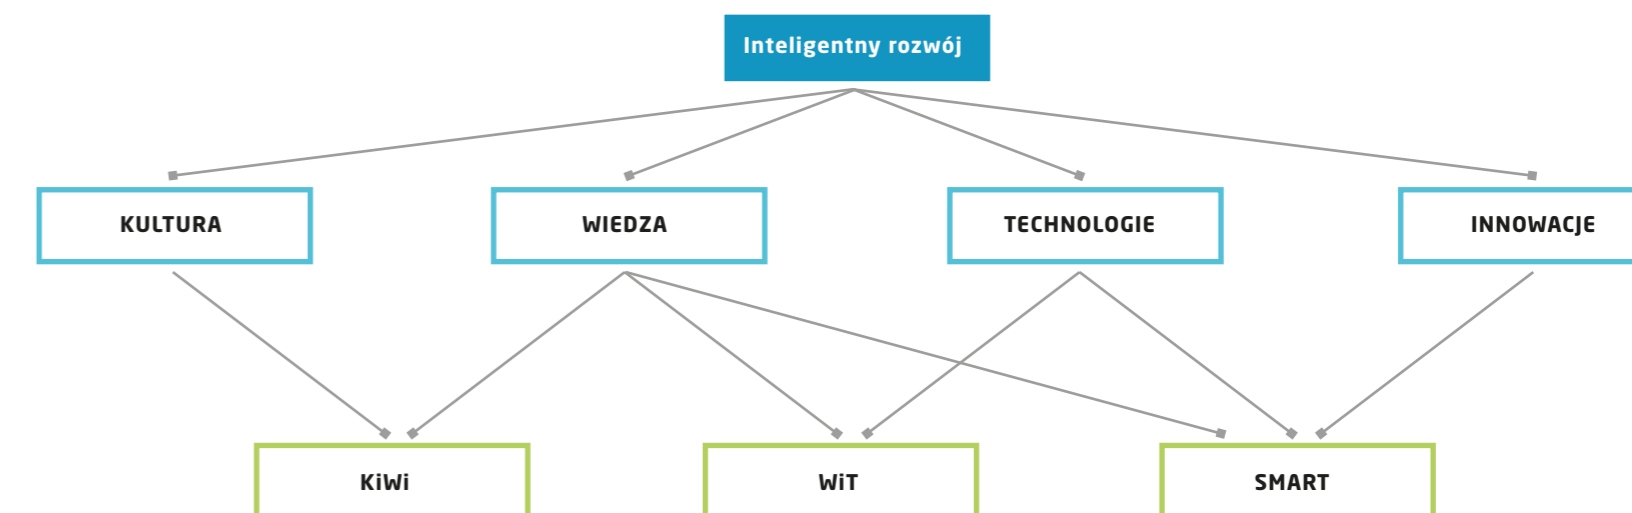 Inteligentny rozwój
KULTURA
WIEDZA
TECHNOLOGIE
INNOWACJE
KiWi
WiT
SMART